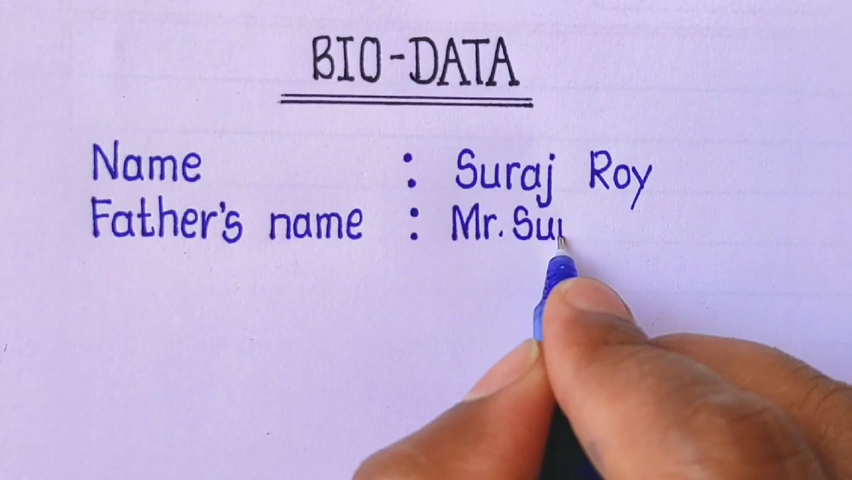 BIO-DATA
Name : Suraj Roy
Father's name : Mr. Su